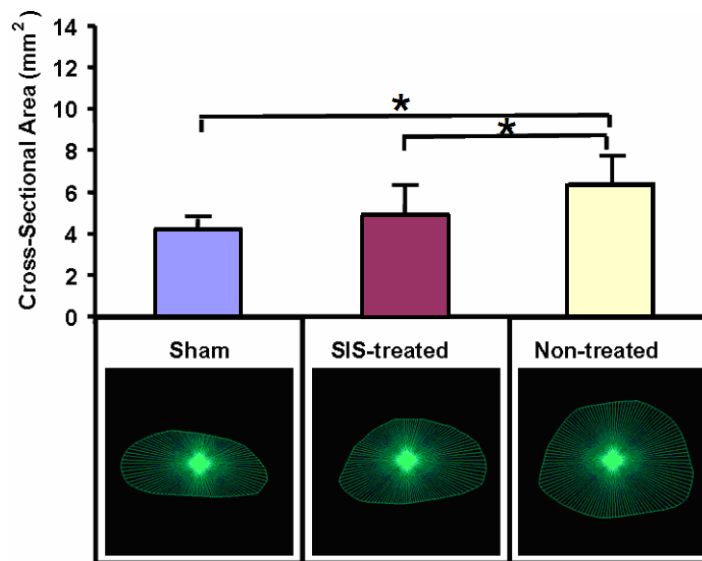 Cross-Sectional Area (mm²)
14
12
10
8
6
4
2
0
*
*
Sham
SIS-treated
Non-treated